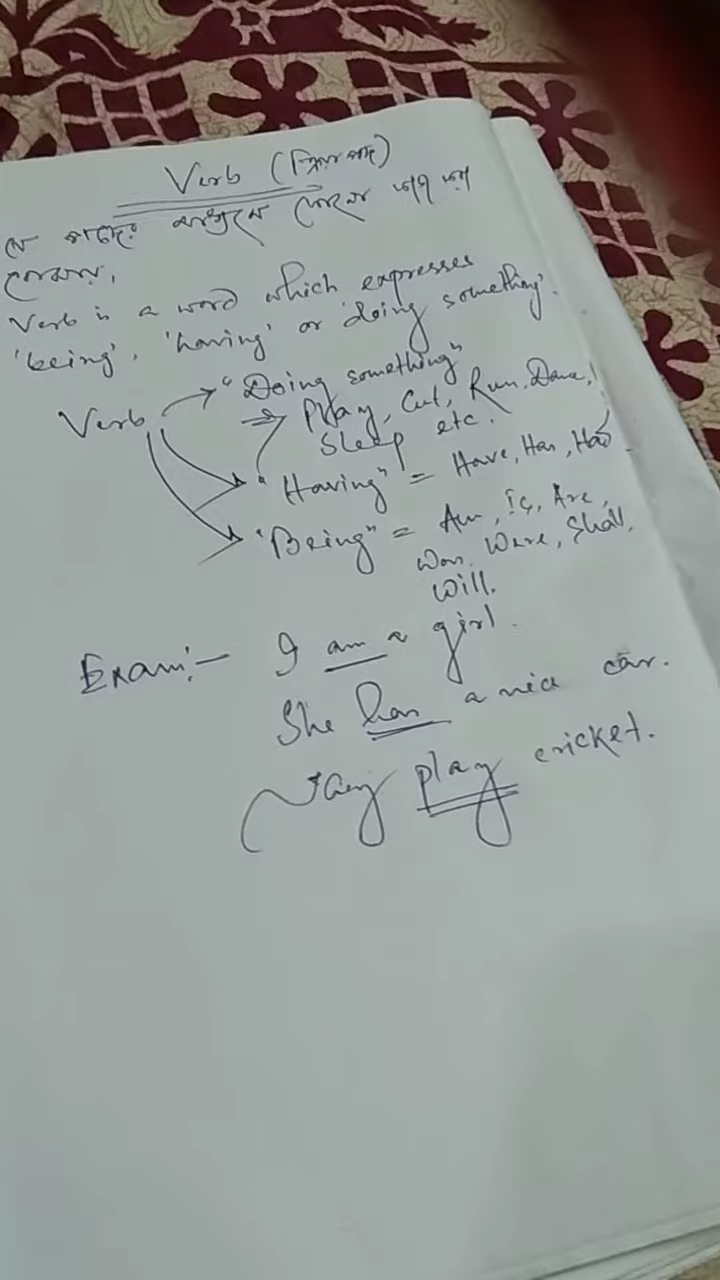 Verb (ক্রিয়াপদ)
যে
Verb is a word which expresses
'being', 'having' or 'doing something'.
Verb → "Doing something"
⇒ Play, Cut, Run, Dance,
Sleep etc.
"Having" = Have, Has, Had
"Being" = Am, is, Are,
Was, Were, Shall,
Will.
Exam:— I am a girl.
She has a nice car.
They play cricket.